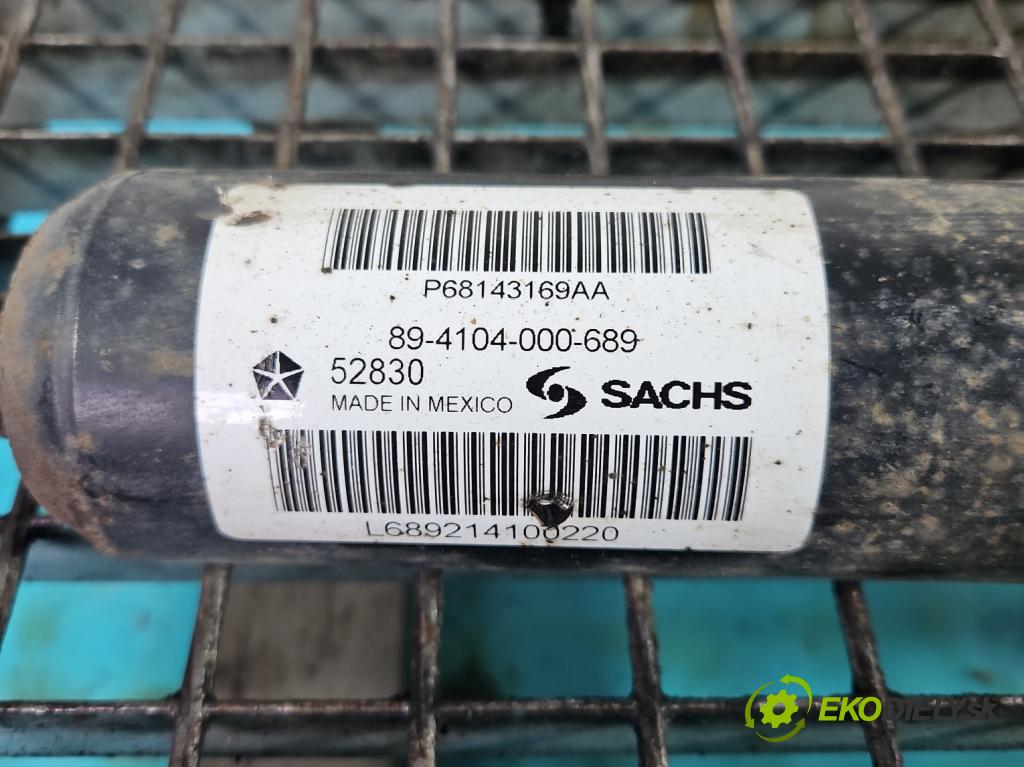 P68143169AA
89-4104-000-689
52830
MADE IN MEXICO
SACHS
L689214100220
EKODIELY.SK